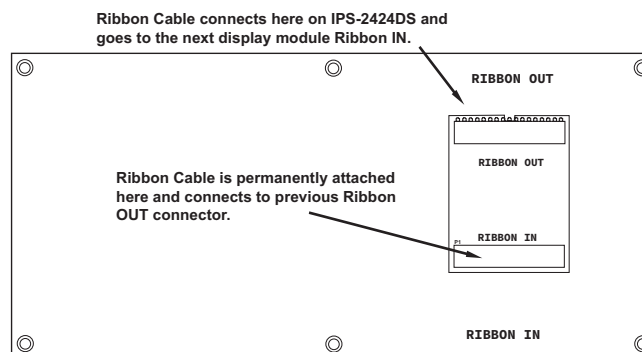 Ribbon Cable connects here on IPS-2424DS and
goes to the next display module Ribbon IN.
RIBBON OUT
RIBBON OUT
Ribbon Cable is permanently attached
here and connects to previous Ribbon
OUT connector.
RIBBON IN
P1
RIBBON IN